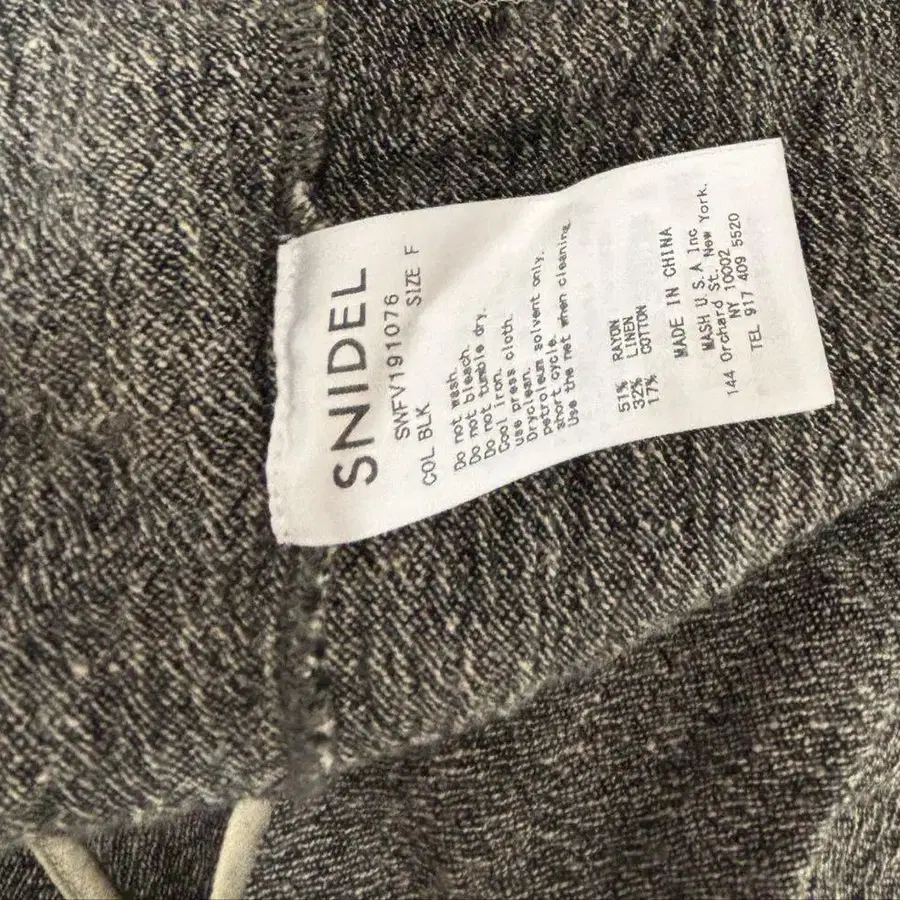 SNIDEL
SWFV191076
COL BLK SIZE F
Do not wash.
Do not bleach.
Do not tumble dry.
Cool iron.
use press cloth.
Dryclean.
petroleum solvent only.
short cycle.
Use the net when cleaning
51% RAYON
32% LINEN
17% COTTON
MADE IN CHINA
MASH U.S.A Inc
144 Orchard St. New York.
NY 10002
TEL 917 409 5520